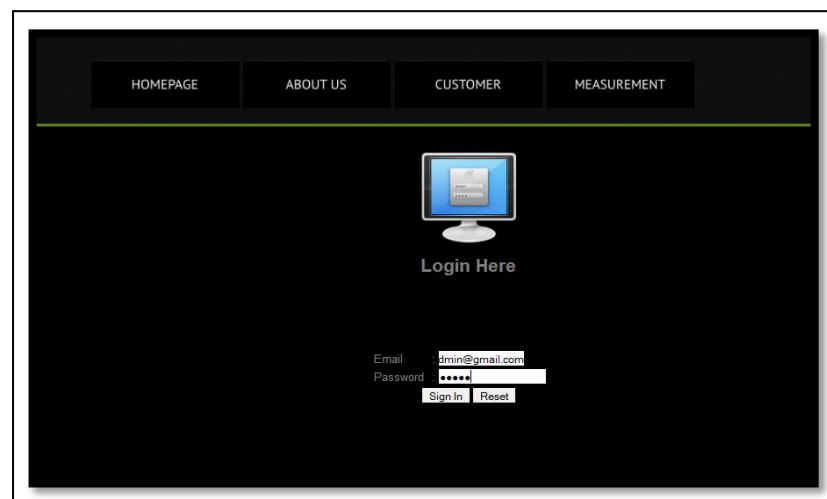 HOMEPAGE ABOUT US CUSTOMER MEASUREMENT
Login Here
Email : dmin@gmail.com
Password : •••••
Sign In Reset